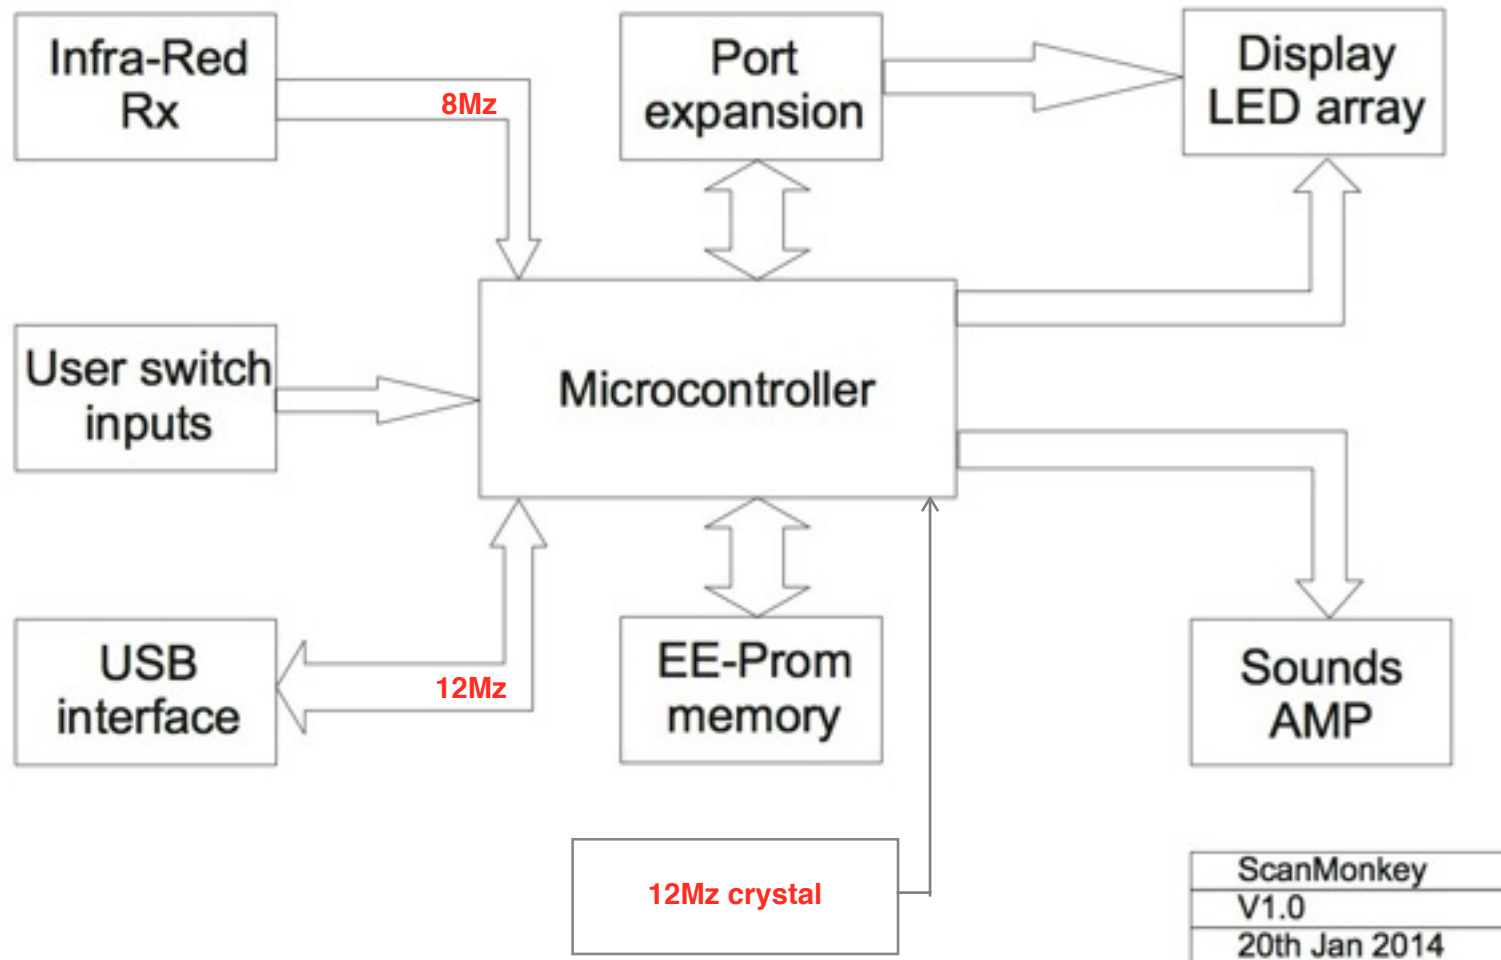 Infra-Red
Rx
8Mz
Port
expansion
Display
LED array
User switch
inputs
Microcontroller
USB
interface
12Mz
EE-Prom
memory
Sounds
AMP
12Mz crystal
ScanMonkey
V1.0
20th Jan 2014